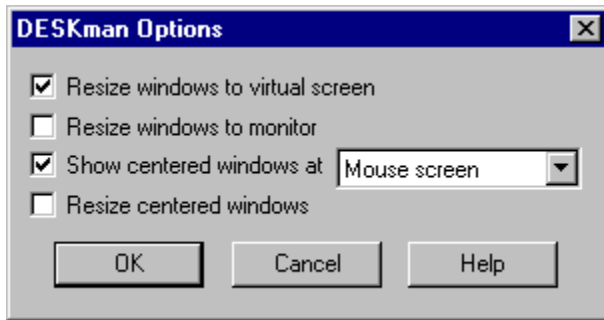 DESKman Options
Resize windows to virtual screen
Resize windows to monitor
Show centered windows at Mouse screen
Resize centered windows
OK Cancel Help